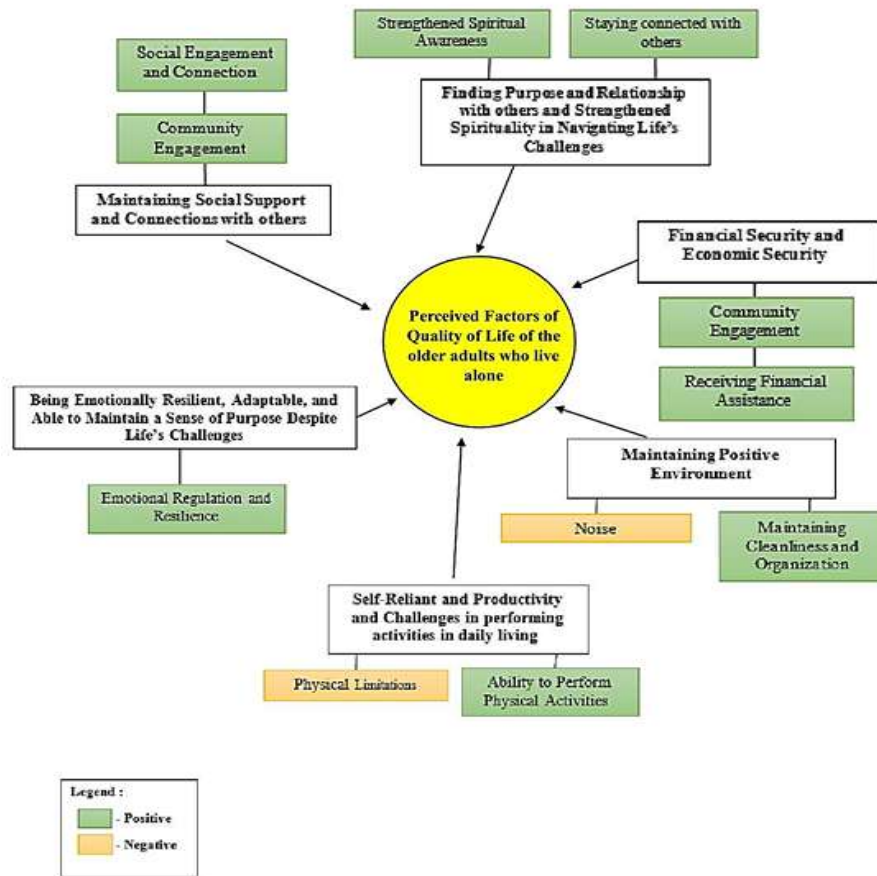 Strengthened Spiritual
Awareness
Staying connected with
others
Social Engagement
and Connection
Community
Engagement
Maintaining Social Support
and Connections with others
Finding Purpose and Relationship
with others and Strengthened
Spirituality in Navigating Life's
Challenges
Financial Security and
Economic Security
Community
Engagement
Receiving Financial
Assistance
Perceived Factors of
Quality of Life of the
older adults who live
alone
Being Emotionally Resilient, Adaptable, and
Able to Maintain a Sense of Purpose Despite
Life's Challenges
Emotional Regulation and
Resilience
Maintaining Positive
Environment
Noise
Maintaining
Cleanliness and
Organization
Self-Reliant and Productivity
and Challenges in performing
activities in daily living
Physical Limitations
Ability to Perform
Physical Activities
Legend :
- Positive
- Negative